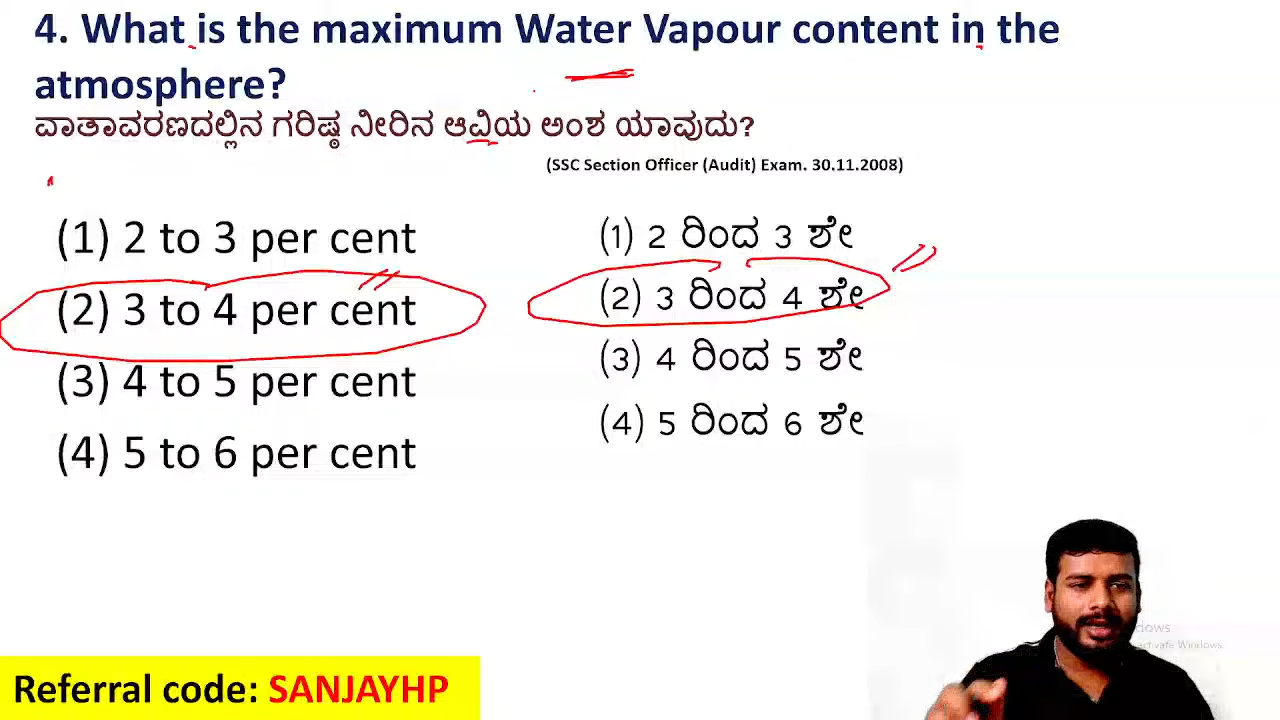 4. What is the maximum Water Vapour content in the
atmosphere?
ವಾತಾವರಣದಲ್ಲಿನ ಗರಿಷ್ಠ ನೀರಿನ ಆವಿಯ ಅಂಶ ಯಾವುದು?
(SSC Section Officer (Audit) Exam. 30.11.2008)
(1) 2 to 3 per cent
(2) 3 to 4 per cent
(3) 4 to 5 per cent
(4) 5 to 6 per cent
(1) 2 ರಿಂದ 3 ಶೇ
(2) 3 ರಿಂದ 4 ಶೇ
(3) 4 ರಿಂದ 5 ಶೇ
(4) 5 ರಿಂದ 6 ಶೇ
Windows
Referral code: SANJAYHP